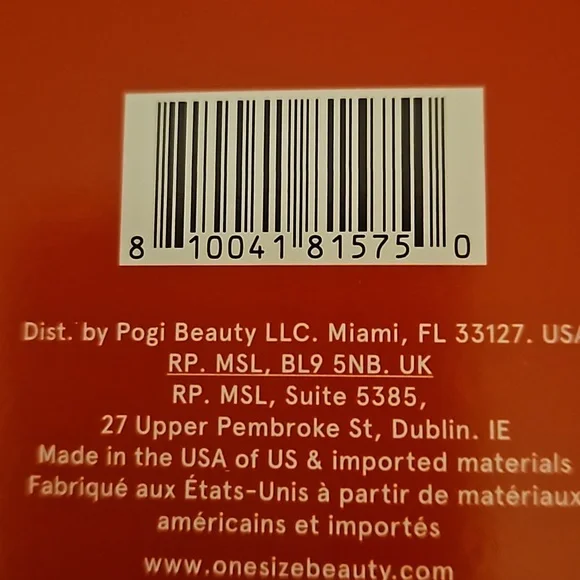 8 10041 81575 0
Dist. by Pogi Beauty LLC. Miami, FL 33127. USA
RP. MSL, BL9 5NB. UK
RP. MSL, Suite 5385,
27 Upper Pembroke St, Dublin. IE
Made in the USA of US & imported materials
Fabriqué aux États-Unis à partir de matériaux
américains et importés
www.onesizebeauty.com